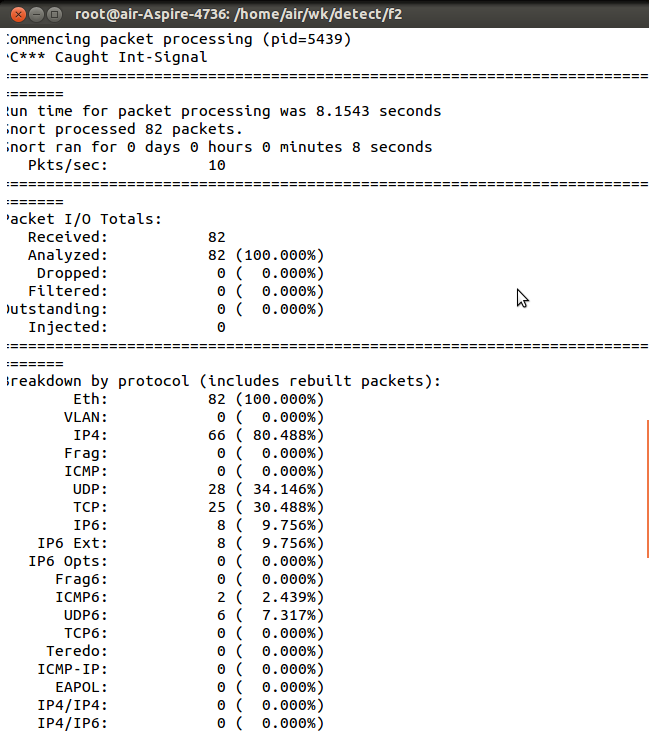 root@air-Aspire-4736: /home/air/wk/detect/f2
Commencing packet processing (pid=5439)
^C*** Caught Int-Signal
===============================================================================
Run time for packet processing was 8.1543 seconds
Snort processed 82 packets.
Snort ran for 0 days 0 hours 0 minutes 8 seconds
   Pkts/sec:           10
===============================================================================
Packet I/O Totals:
   Received:           82
   Analyzed:           82 (100.000%)
    Dropped:            0 (  0.000%)
   Filtered:            0 (  0.000%)
Outstanding:            0 (  0.000%)
   Injected:            0
===============================================================================
Breakdown by protocol (includes rebuilt packets):
        Eth:           82 (100.000%)
       VLAN:            0 (  0.000%)
        IP4:           66 ( 80.488%)
       Frag:            0 (  0.000%)
       ICMP:            0 (  0.000%)
        UDP:           28 ( 34.146%)
        TCP:           25 ( 30.488%)
        IP6:            8 (  9.756%)
    IP6 Ext:            8 (  9.756%)
   IP6 Opts:            0 (  0.000%)
      Frag6:            0 (  0.000%)
      ICMP6:            2 (  2.439%)
       UDP6:            6 (  7.317%)
       TCP6:            0 (  0.000%)
     Teredo:            0 (  0.000%)
    ICMP-IP:            0 (  0.000%)
      EAPOL:            0 (  0.000%)
    IP4/IP4:            0 (  0.000%)
    IP4/IP6:            0 (  0.000%)